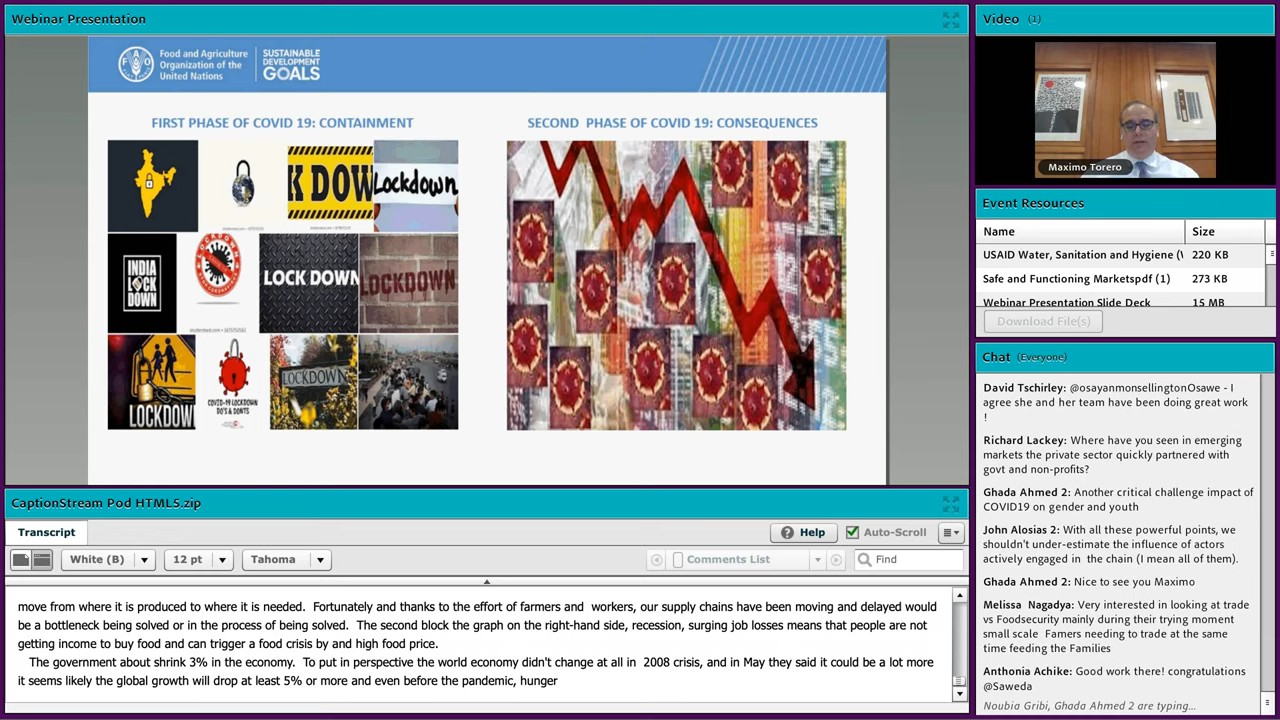 Webinar Presentation
Food and Agriculture
Organization of the
United Nations
SUSTAINABLE
DEVELOPMENT
GOALS
FAO
FIRST PHASE OF COVID 19: CONTAINMENT
K DOW
Lockdown
INDIA
LOCK
DOWN
LOCKDOWN
LOCK DOWN
LOCKDOWN
LOCKDOW
COVID-19 LOCKDOWN
DO'S & DONTS
LOCKDOWN
SECOND PHASE OF COVID 19: CONSEQUENCES
CaptionStream Pod HTML5.zip
Transcript
Help
Auto-Scroll
White (B)
12 pt
Tahoma
Comments List
Find
move from where it is produced to where it is needed. Fortunately and thanks to the effort of farmers and workers, our supply chains have been moving and delayed would
be a bottleneck being solved or in the process of being solved. The second block the graph on the right-hand side, recession, surging job losses means that people are not
getting income to buy food and can trigger a food crisis by and high food price.
The government about shrink 3% in the economy. To put in perspective the world economy didn't change at all in 2008 crisis, and in May they said it could be a lot more
it seems likely the global growth will drop at least 5% or more and even before the pandemic, hunger
Video (1)
Maximo Torero
Event Resources
Name Size
USAID Water, Sanitation and Hygiene (\ 220 KB
Safe and Functioning Marketspdf (1) 273 KB
Webinar Presentation Slide Deck 15 MB
Download File(s)
Chat (Everyone)
David Tschirley: @osayanmonsellingtonOsawe - I
agree she and her team have been doing great work
!
Richard Lackey: Where have you seen in emerging
markets the private sector quickly partnered with
govt and non-profits?
Ghada Ahmed 2: Another critical challenge impact of
COVID19 on gender and youth
John Alosias 2: With all these powerful points, we
shouldn't under-estimate the influence of actors
actively engaged in the chain (I mean all of them).
Ghada Ahmed 2: Nice to see you Maximo
Melissa Nagadya: Very interested in looking at trade
vs Foodsecurity mainly during their trying moment
small scale Famers needing to trade at the same
time feeding the Families
Anthonia Achike: Good work there! congratulations
@Saweda
Noubia Gribi, Ghada Ahmed 2 are typing...